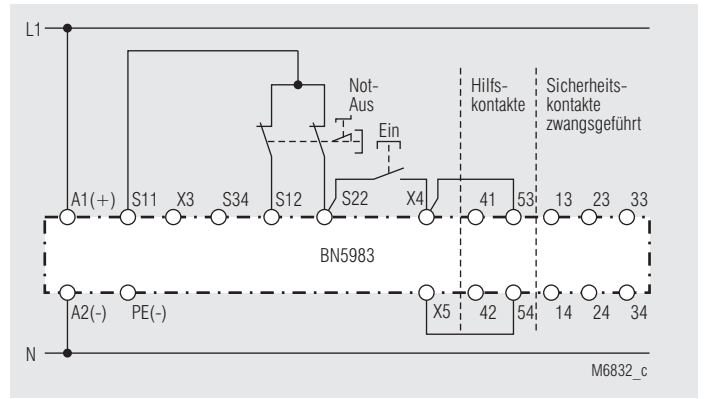 L1
Not-
Aus
Ein
Hilfs-
kontakte
Sicherheits-
kontakte
zwangsgeführt
A1(+) S11 X3 S34 S12 S22 X4 41 53 13 23 33
BN5983
A2(-) PE(-) X5 42 54 14 24 34
N
M6832_c